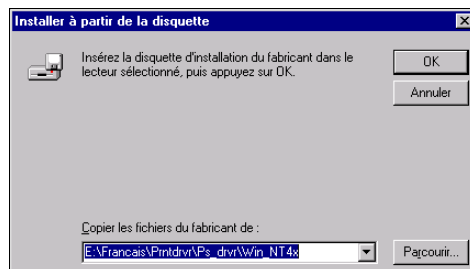 Installer à partir de la disquette
Insérez la disquette d'installation du fabricant dans le
lecteur sélectionné, puis appuyez sur OK.
OK
Annuler
Copier les fichiers du fabricant de :
E:\Francais\Prntdrvr\Ps_drvr\Win_NT4x
Parcourir...